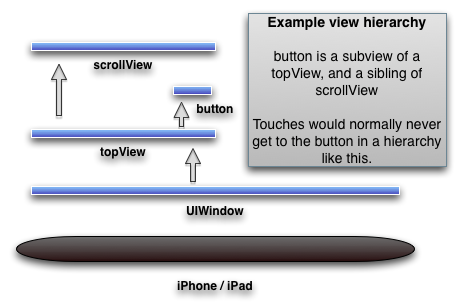 Example view hierarchy
button is a subview of a
topView, and a sibling of
scrollView
Touches would normally never
get to the button in a hierarchy
like this.
scrollView
button
topView
UIWindow
iPhone / iPad